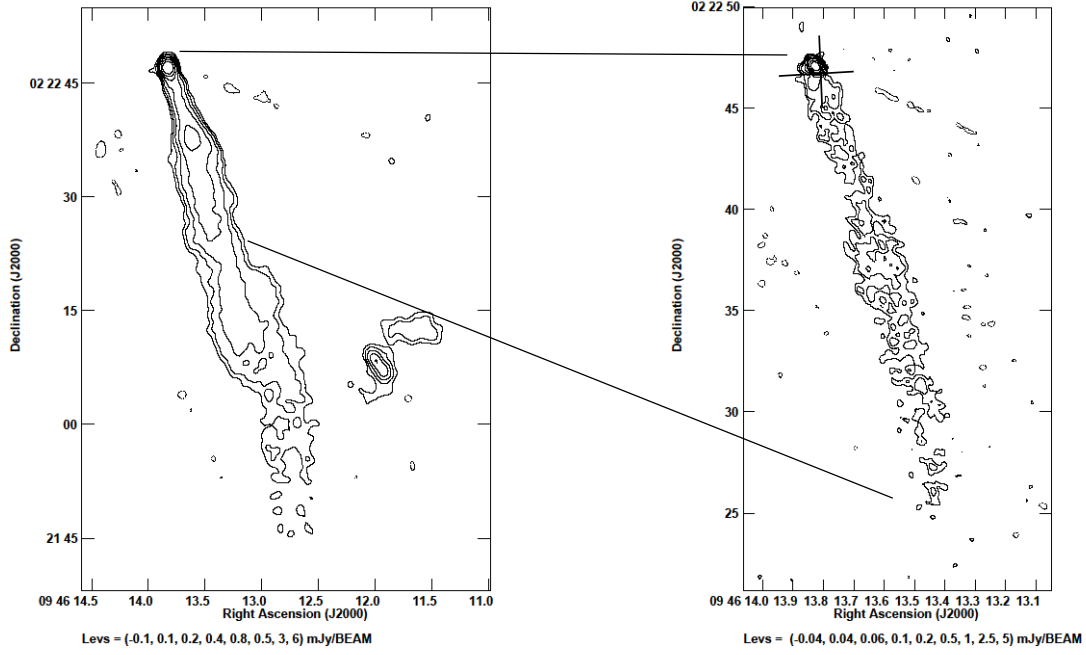 02 22 45
30
15
00
21 45
Declination (J2000)
09 46 14.5 14.0 13.5 13.0 12.5 12.0 11.5 11.0
Right Ascension (J2000)
Levs = (-0.1, 0.1, 0.2, 0.4, 0.8, 0.5, 3, 6) mJy/BEAM
02 22 50
45
40
35
30
25
Declination (J2000)
09 46 14.0 13.9 13.8 13.7 13.6 13.5 13.4 13.3 13.2 13.1
Right Ascension (J2000)
Levs = (-0.04, 0.04, 0.06, 0.1, 0.2, 0.5, 1, 2.5, 5) mJy/BEAM